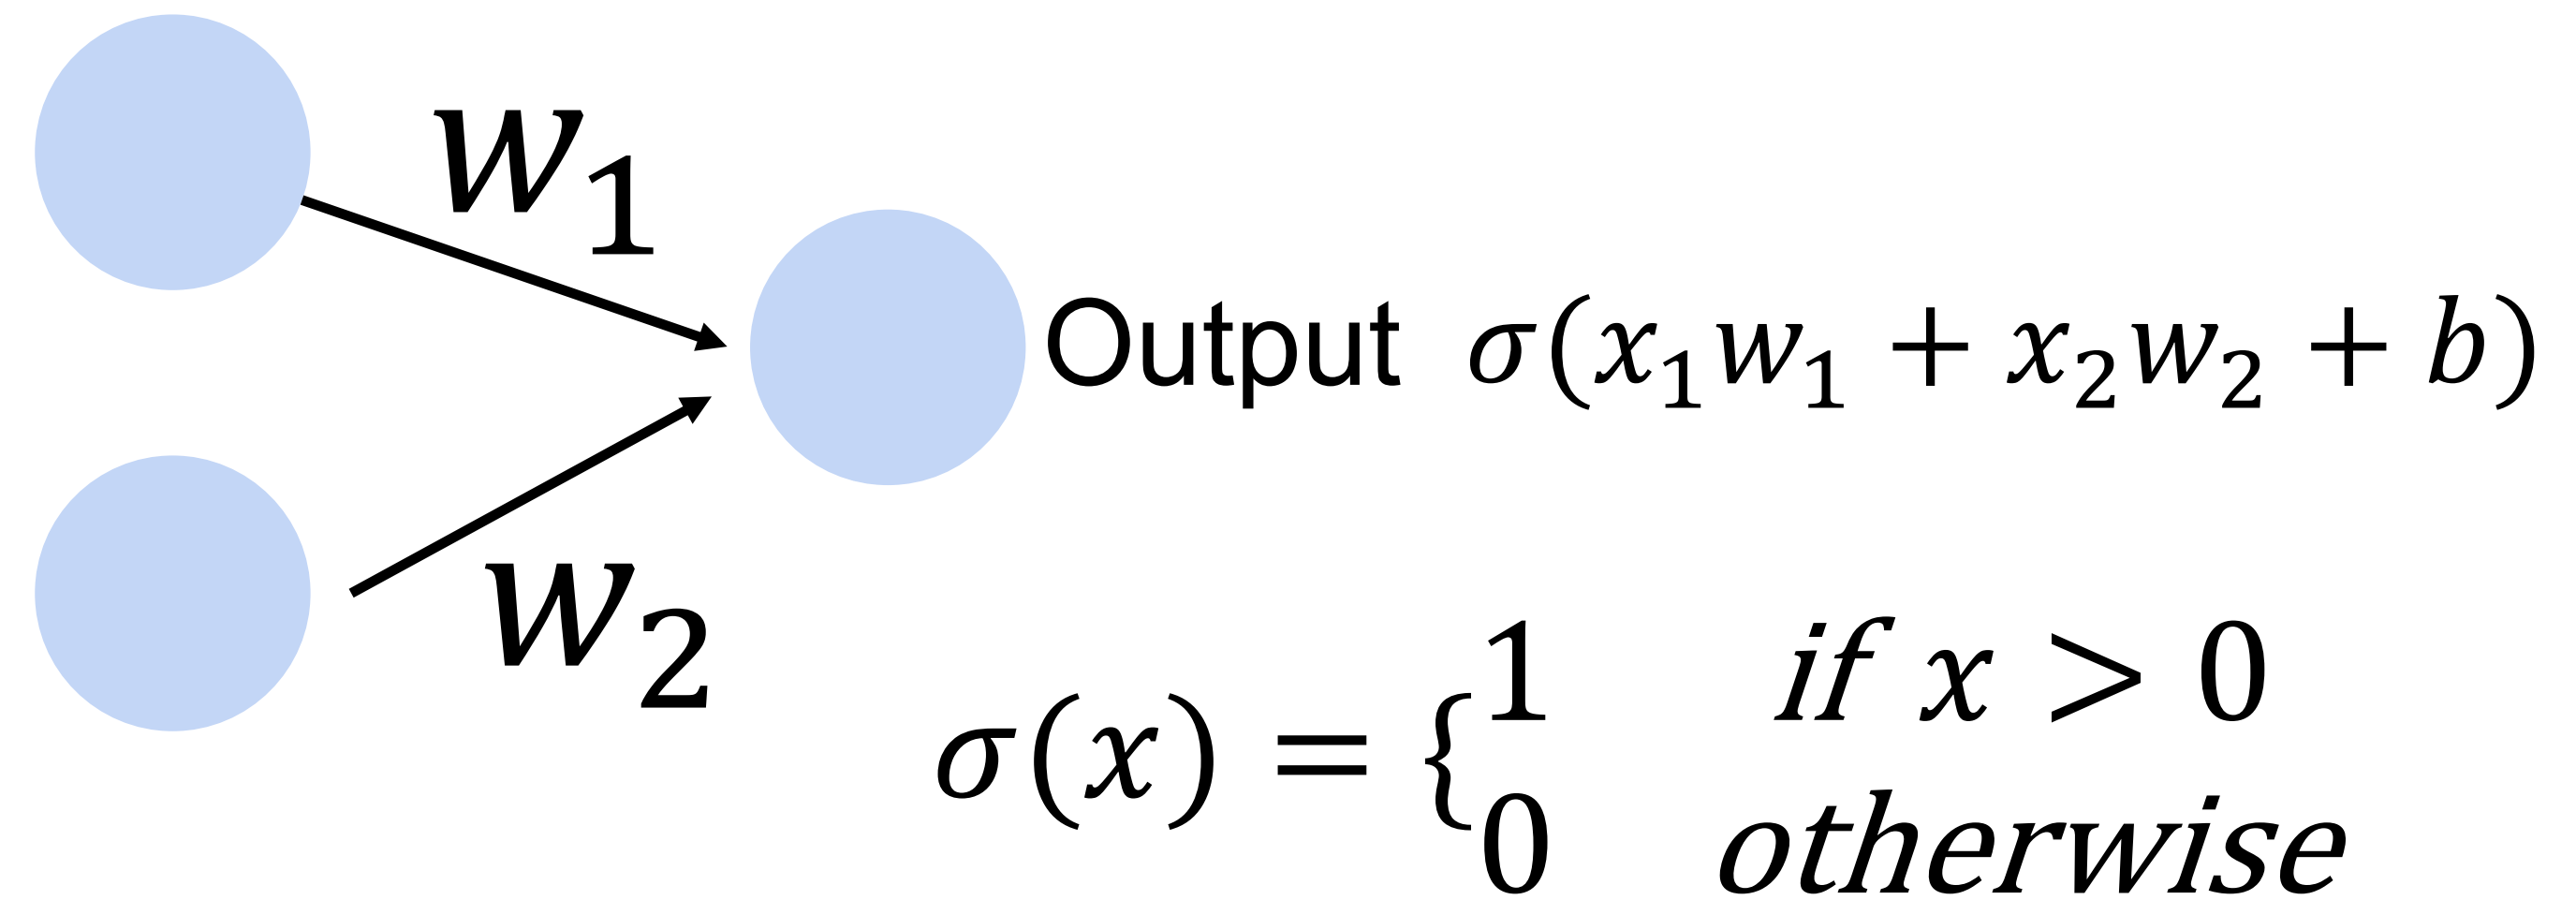 w₁
Output σ(x₁w₁ + x₂w₂ + b)
w₂
σ(x) = {1 if x > 0
0 otherwise